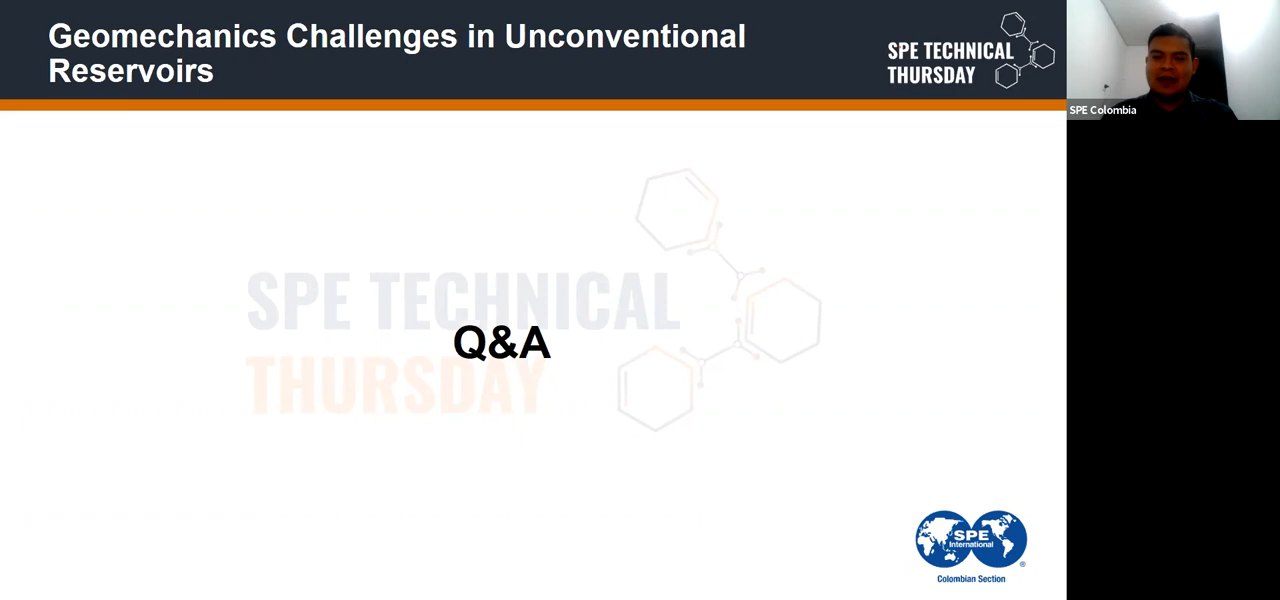 Geomechanics Challenges in Unconventional
Reservoirs
SPE TECHNICAL
THURSDAY
SPE Colombia
SPE TECHNICAL
Q&A
THURSDAY
SPE
International
®
Colombian Section